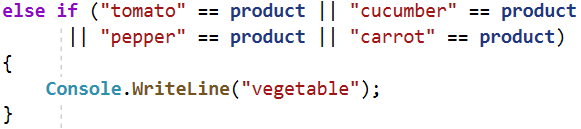 else if ("tomato" == product || "cucumber" == product
|| "pepper" == product || "carrot" == product)
{
Console.WriteLine("vegetable");
}